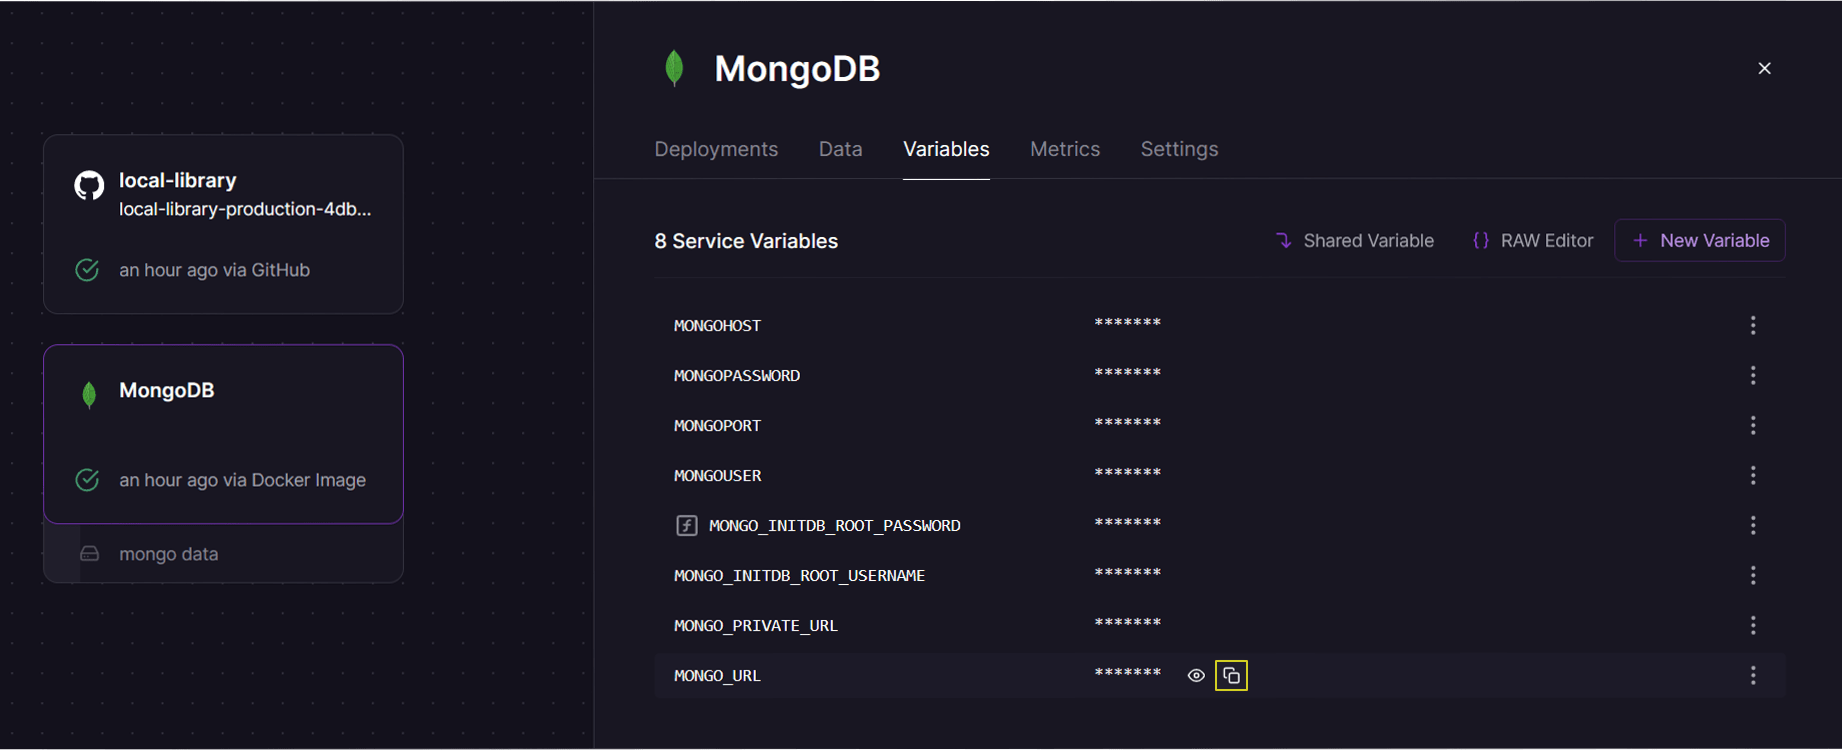 local-library
local-library-production-4db...
an hour ago via GitHub
MongoDB
an hour ago via Docker Image
mongo data
MongoDB
Deployments Data Variables Metrics Settings
8 Service Variables Shared Variable {} RAW Editor + New Variable
MONGOHOST *******
MONGOPASSWORD *******
MONGOPORT *******
MONGOUSER *******
MONGO_INITDB_ROOT_PASSWORD *******
MONGO_INITDB_ROOT_USERNAME *******
MONGO_PRIVATE_URL *******
MONGO_URL *******